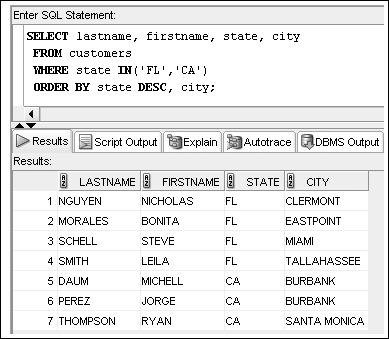 Enter SQL Statement:
SELECT lastname, firstname, state, city
FROM customers
WHERE state IN('FL','CA')
ORDER BY state DESC, city;
Results Script Output Explain Autotrace DBMS Output
Results:
LASTNAME FIRSTNAME STATE CITY
1 NGUYEN NICHOLAS FL CLERMONT
2 MORALES BONITA FL EASTPOINT
3 SCHELL STEVE FL MIAMI
4 SMITH LEILA FL TALLAHASSEE
5 DAUM MICHELL CA BURBANK
6 PEREZ JORGE CA BURBANK
7 THOMPSON RYAN CA SANTA MONICA